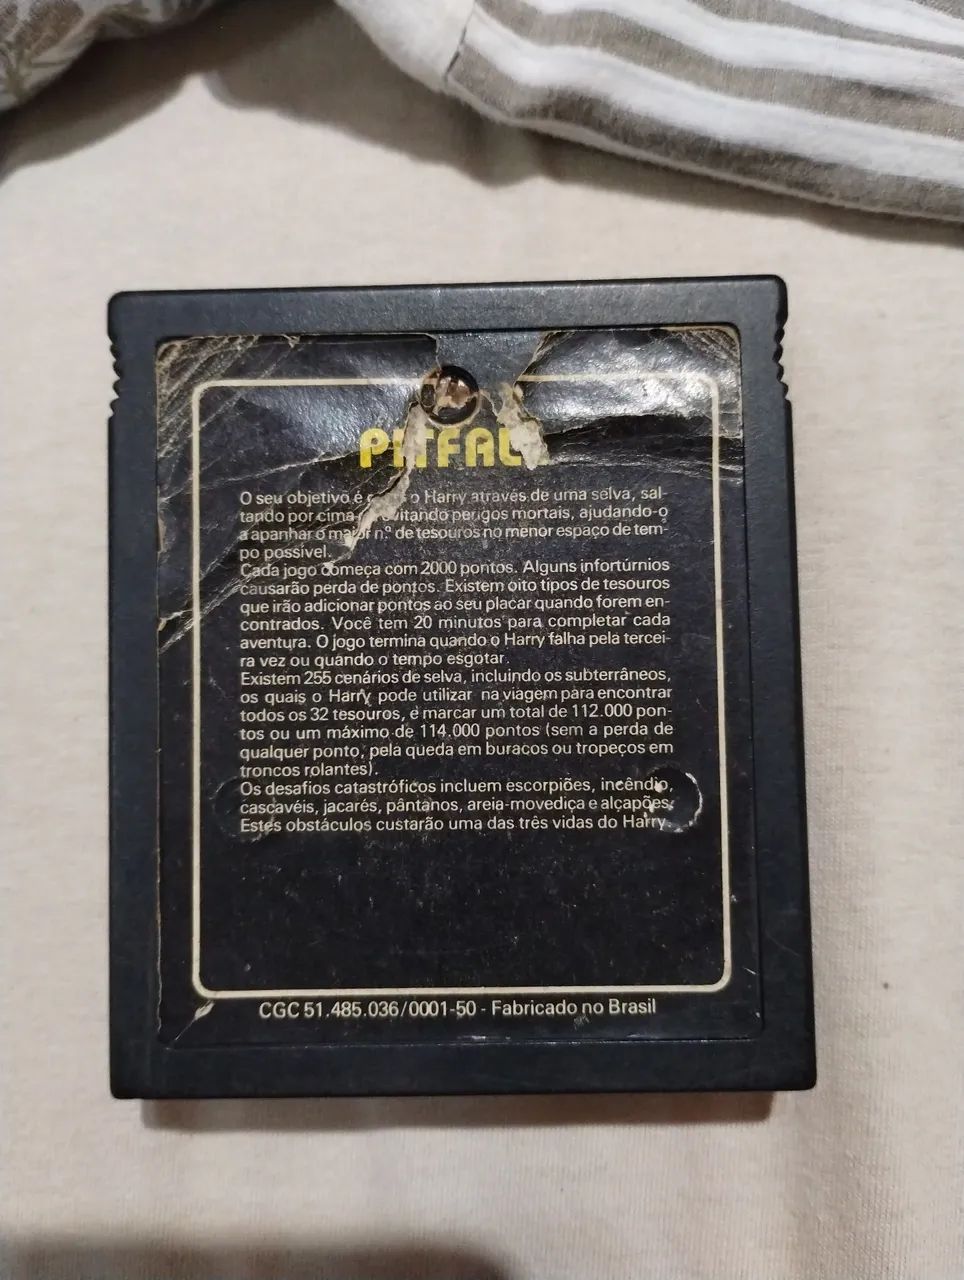 PITFALL
O seu objetivo é o Harry através de uma selva, sal-
tando por cima evitando perigos mortais, ajudando-o
a apanhar o maior n.º de tesouros no menor espaço de tem-
po possível.
Cada jogo começa com 2000 pontos. Alguns infortúrnios
causarão perda de pontos. Existem oito tipos de tesouros
que irão adicionar pontos ao seu placar quando forem en-
contrados. Você tem 20 minutos para completar cada
aventura. O jogo termina quando o Harry falha pela tercei-
ra vez ou quando o tempo esgotar.
Existem 255 cenários de selva, incluindo os subterrâneos,
os quais o Harry pode utilizar na viagem para encontrar
todos os 32 tesouros, e marcar um total de 112.000 pon-
tos ou um máximo de 114.000 pontos (sem a perda de
qualquer ponto, pela queda em buracos ou tropeços em
troncos rolantes).
Os desafios catastróficos incluem escorpiões, incêndio,
cascavéis, jacarés, pântanos, areia-movediça e alçapões.
Estes obstáculos custarão uma das três vidas do Harry.
CGC 51.485.036/0001-50 - Fabricado no Brasil